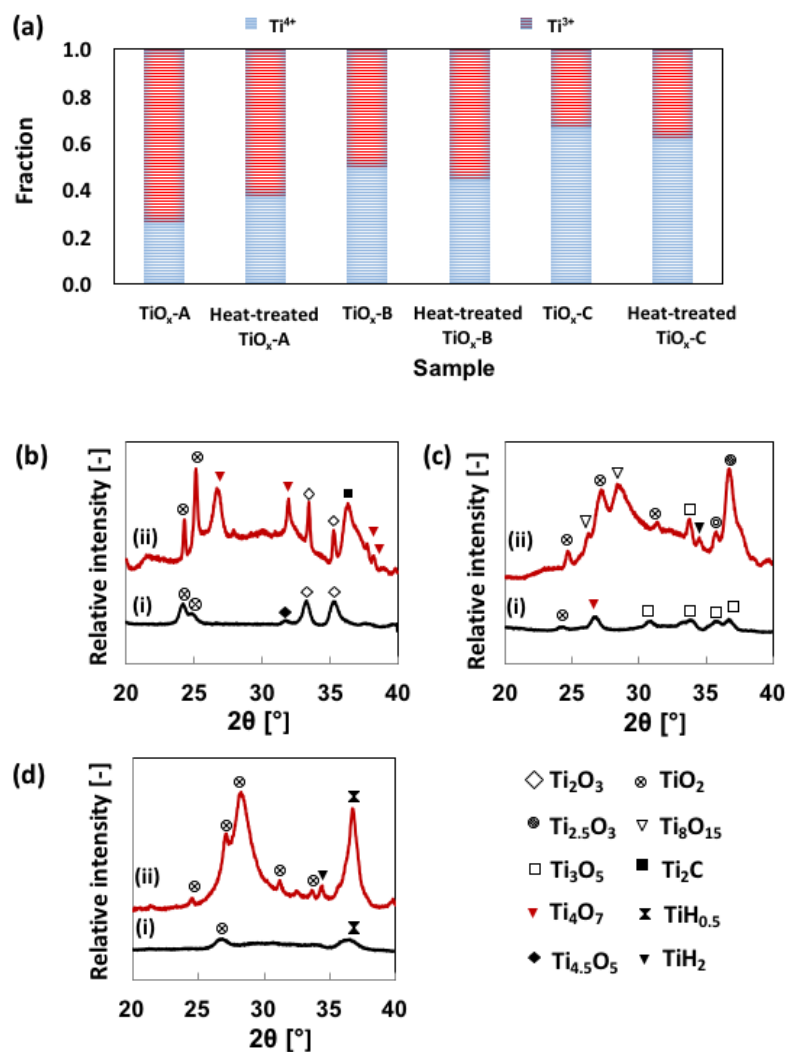 (a)
Ti⁴⁺ Ti³⁺
1.0
0.8
0.6
0.4
0.2
0.0
Fraction
TiOₓ-A Heat-treated TiOₓ-B Heat-treated TiOₓ-C Heat-treated
TiOₓ-A TiOₓ-B TiOₓ-C
Sample
(b)
Relative intensity [-]
(ii)
(i)
20 25 30 35 40
2θ [°]
(c)
Relative intensity [-]
(ii)
(i)
20 25 30 35 40
2θ [°]
(d)
Relative intensity [-]
(ii)
(i)
20 25 30 35 40
2θ [°]
Ti₂O₃ TiO₂
Ti₂.₅O₃ Ti₈O₁₅
Ti₃O₅ Ti₂C
Ti₄O₇ TiH₀.₅
Ti₄.₅O₅ TiH₂